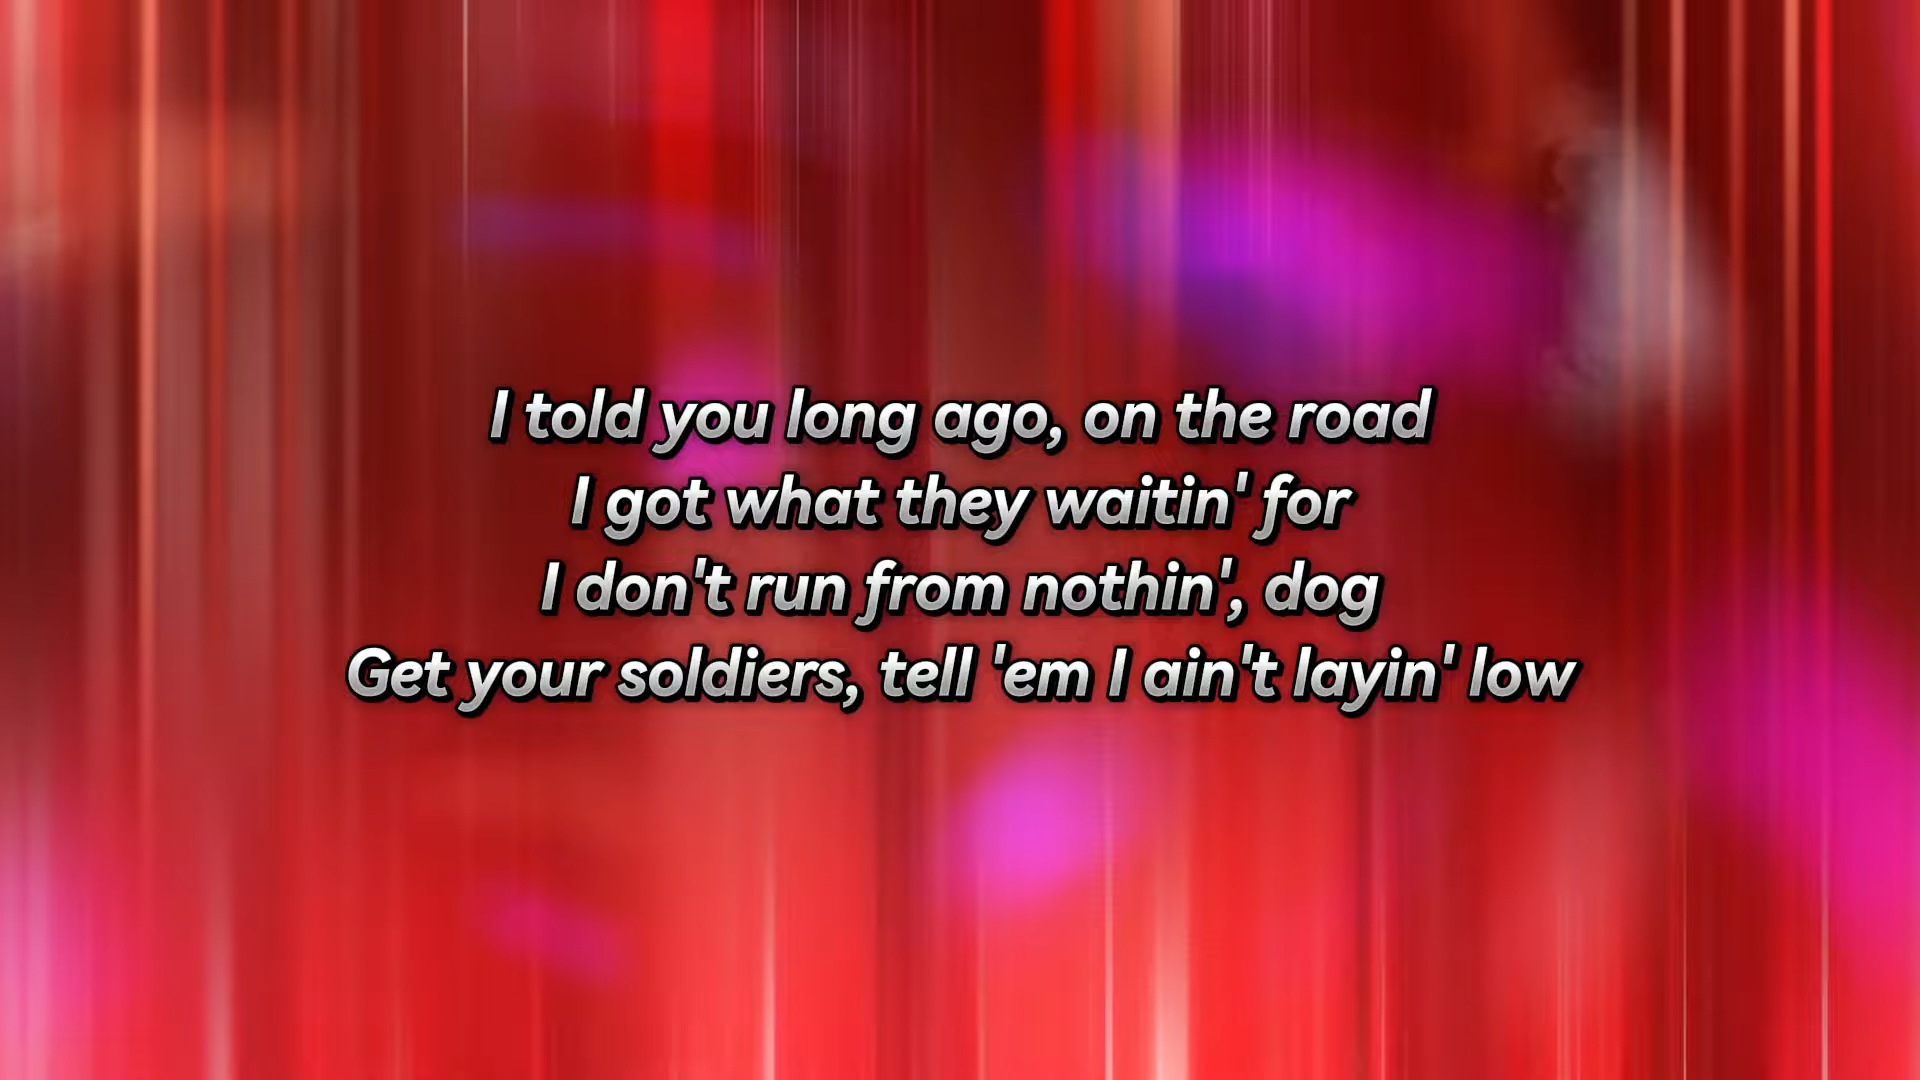 I told you long ago, on the road
I got what they waitin' for
I don't run from nothin', dog
Get your soldiers, tell 'em I ain't layin' low